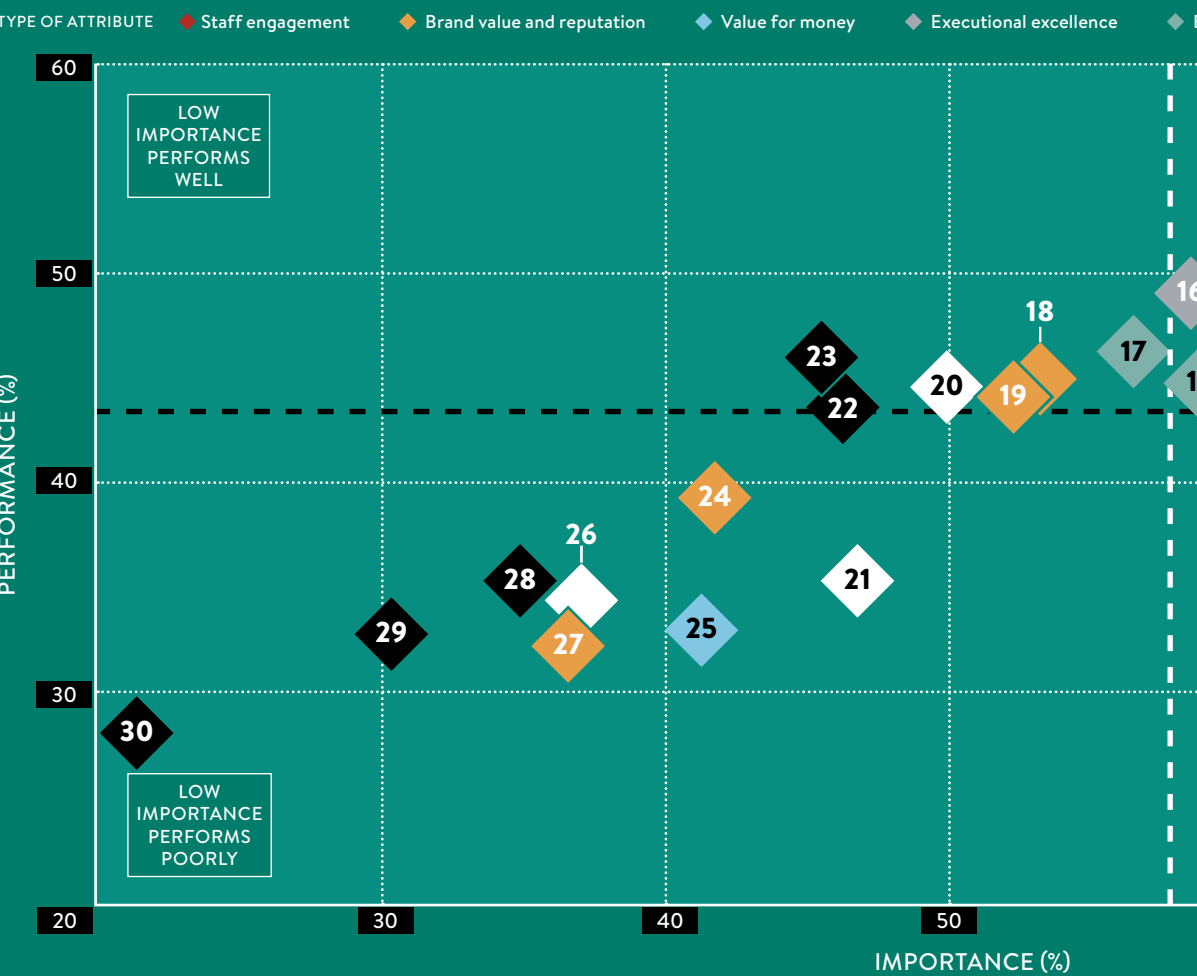 TYPE OF ATTRIBUTE Staff engagement Brand value and reputation Value for money Executional excellence
60
LOW
IMPORTANCE
PERFORMS
WELL
50
16
18
17
23
20
19
22
PERFORMANCE (%)
40
24
26
28
21
25
29
27
30
30
LOW
IMPORTANCE
PERFORMS
POORLY
20 30 40 50
IMPORTANCE (%)